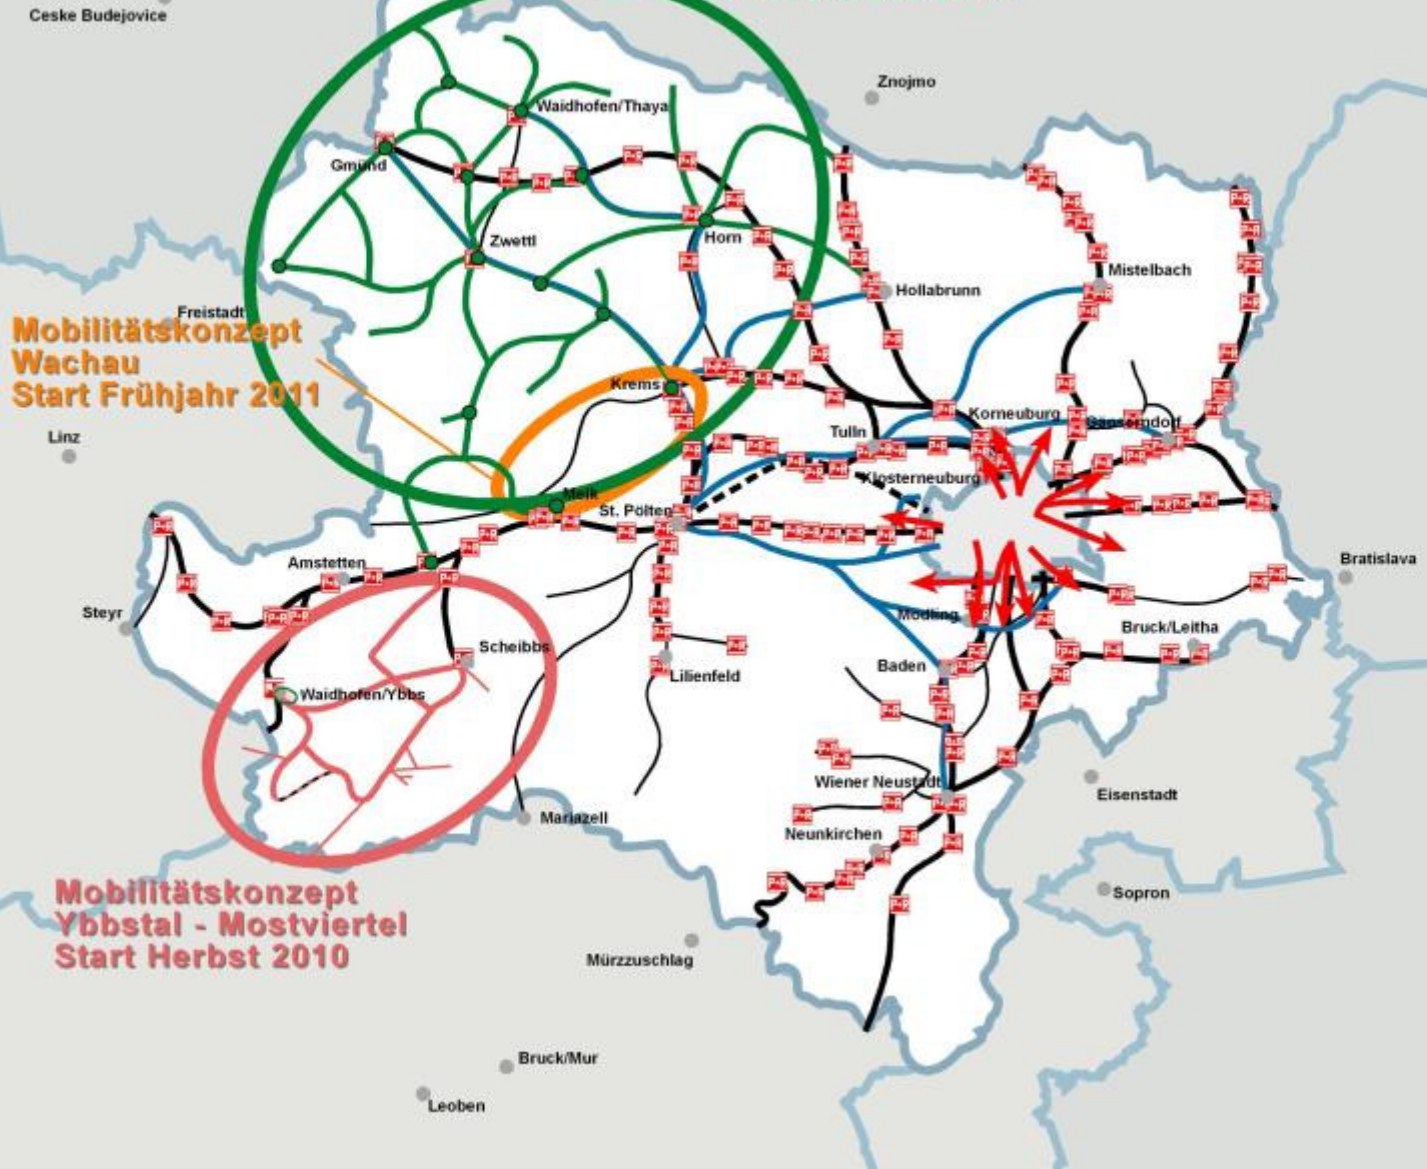 Ceske Budejovice
Znojmo
Waidhofen/Thaya
Gmünd
Zwettl
Horn
Mistelbach
Hollabrunn
Freistadt
Mobilitätskonzept
Wachau
Start Frühjahr 2011
Krems
Korneuburg
Gänserndorf
Linz
Tulln
Klosterneuburg
Melk
St. Pölten
Amstetten
Bratislava
Steyr
Mödling
Bruck/Leitha
Scheibbs
Baden
Lilienfeld
Waidhofen/Ybbs
Wiener Neustadt
Eisenstadt
Mariazell
Neunkirchen
Mobilitätskonzept
Ybbstal - Mostviertel
Start Herbst 2010
Sopron
Mürzzuschlag
Bruck/Mur
Leoben